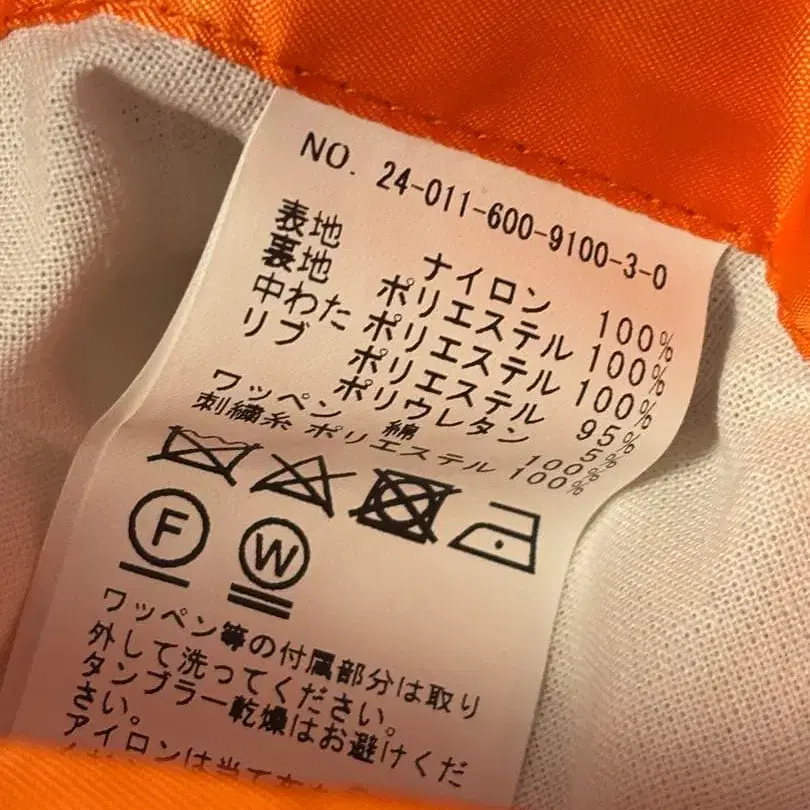 NO. 24-011-600-9100-3-0
表地 ナイロン 100%
裏地 ポリエステル 100%
中わた ポリエステル 100%
リブ ポリエステル 95%
ポリウレタン 5%
ワッペン 綿 100%
刺繍糸 ポリエステル 100%
F W
ワッペン等の付属部分は取り
外して洗ってください。
タンブラー乾燥はお避けくだ
さい。
アイロンは当て